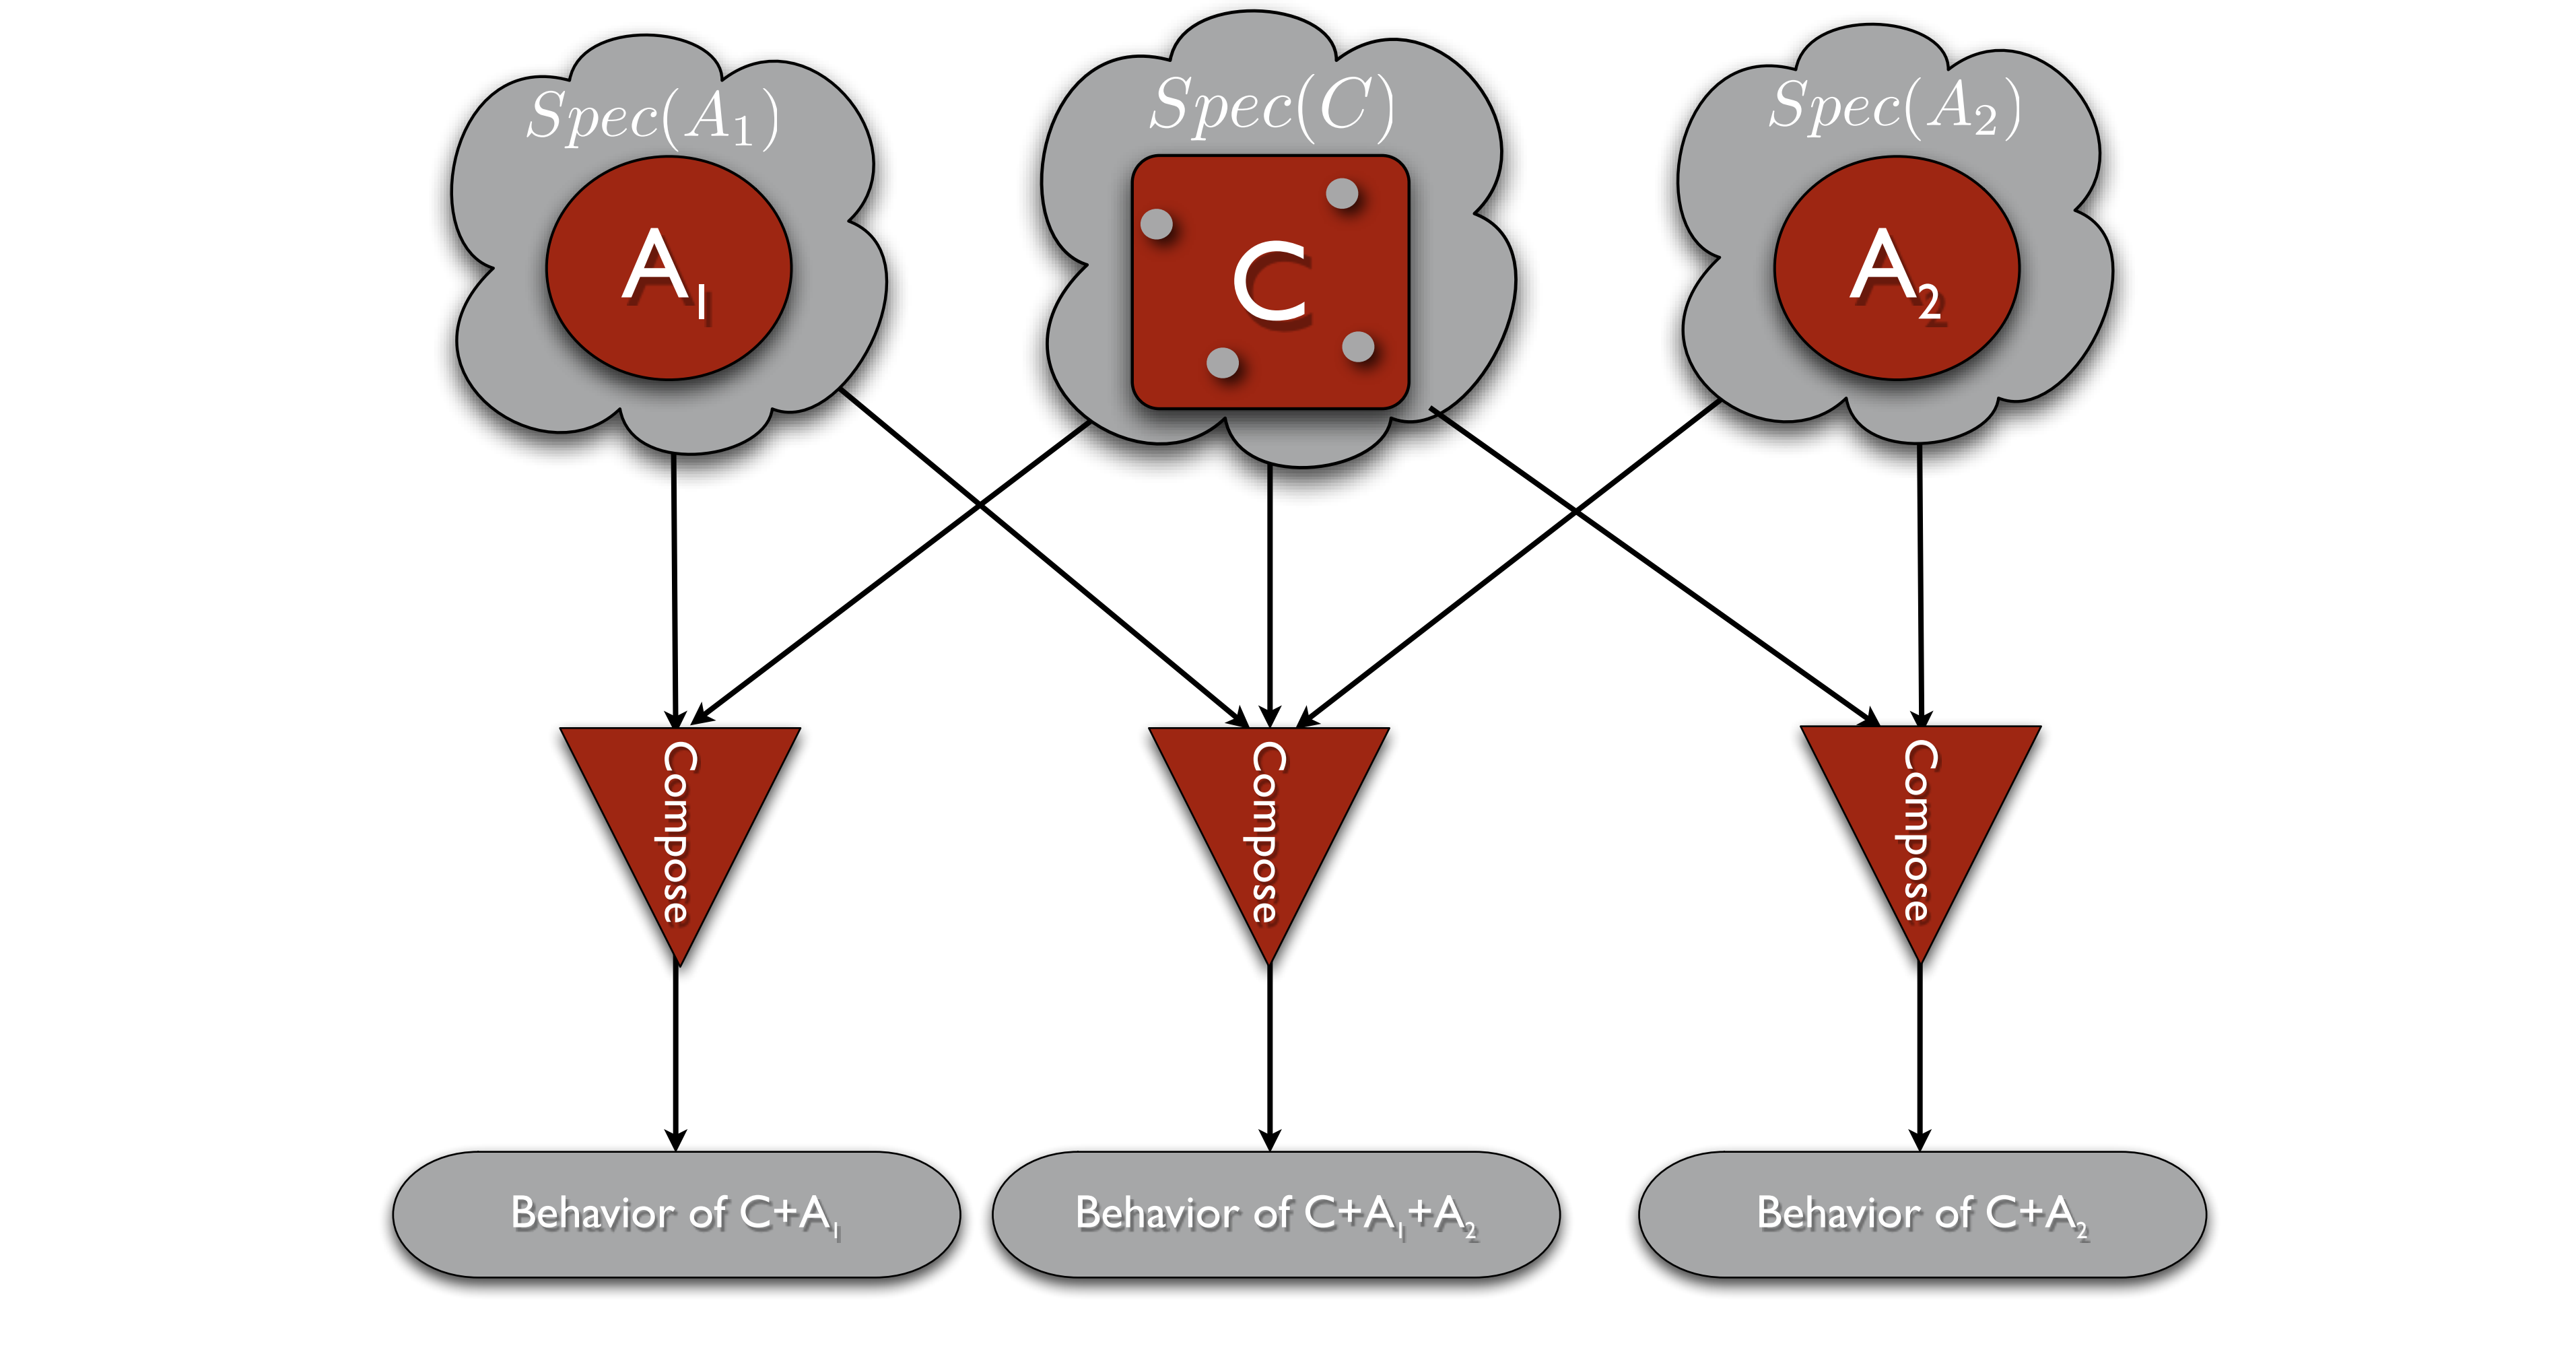 Spec(A₁)
Spec(C)
Spec(A₂)
A₁
C
A₂
Compose
Compose
Compose
Behavior of C+A₁
Behavior of C+A₁+A₂
Behavior of C+A₂